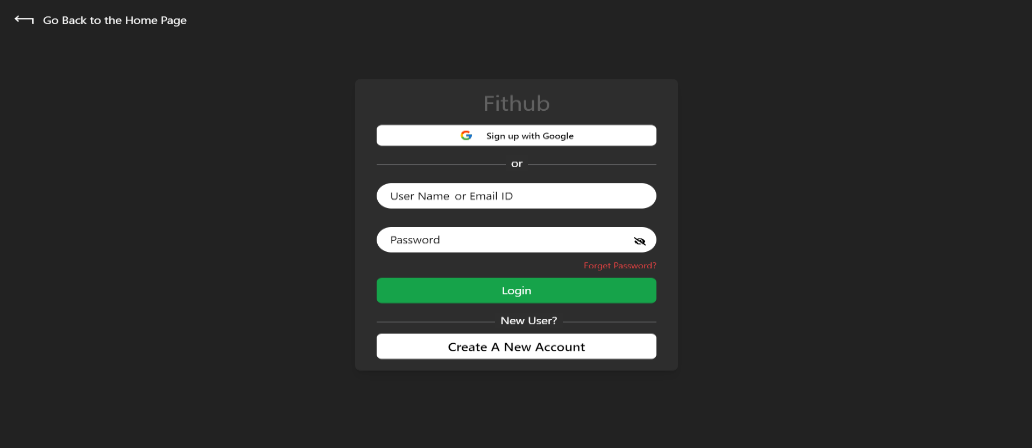 Go Back to the Home Page
Fithub
Sign up with Google
or
User Name or Email ID
Password
Forget Password?
Login
New User?
Create A New Account